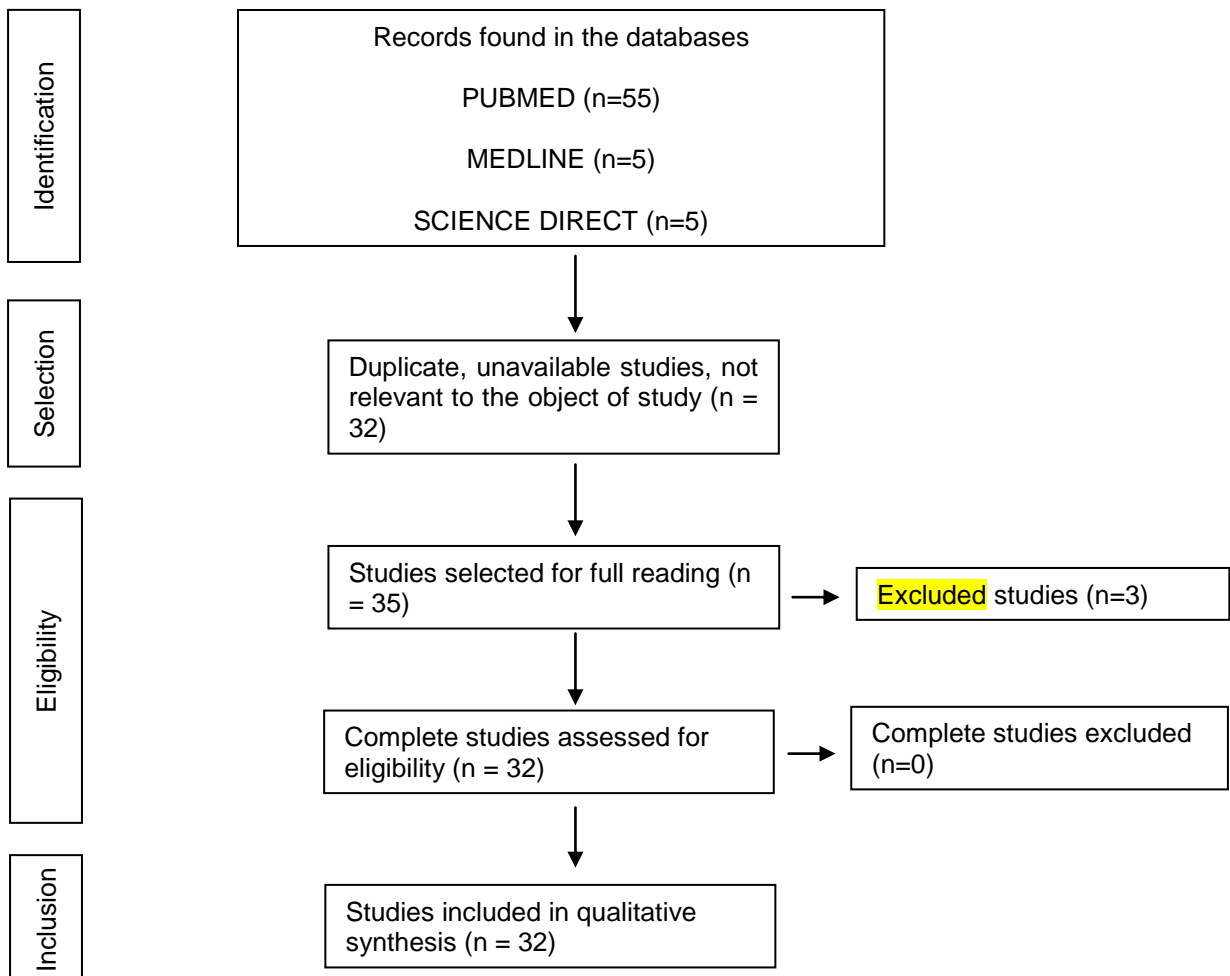 Identification
Records found in the databases
PUBMED (n=55)
MEDLINE (n=5)
SCIENCE DIRECT (n=5)
Selection
Duplicate, unavailable studies, not
relevant to the object of study (n =
32)
Eligibility
Studies selected for full reading (n
= 35)
Excluded studies (n=3)
Complete studies assessed for
eligibility (n = 32)
Complete studies excluded
(n=0)
Inclusion
Studies included in qualitative
synthesis (n = 32)